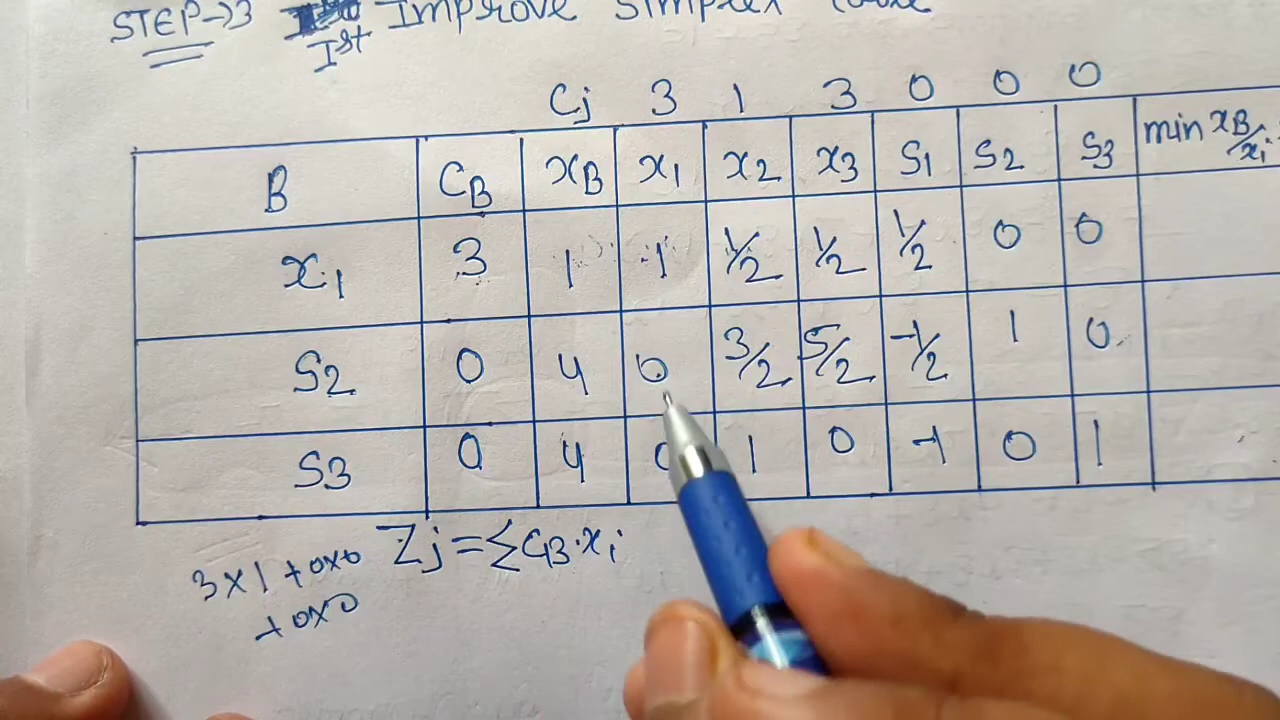 STEP→3 Ist Improve Simplex
Cj 3 1 3 0 0 0
B CB xB x1 x2 x3 S1 S2 S3 min xB/xi
x1 3 1 1 1/2 1/2 1/2 0 0
S2 0 4 0 3/2 5/2 -1/2 1 0
S3 0 4 0 1 0 -1 0 1
Zj = ΣCB·xi
3×1 + 0×0
+ 0×0